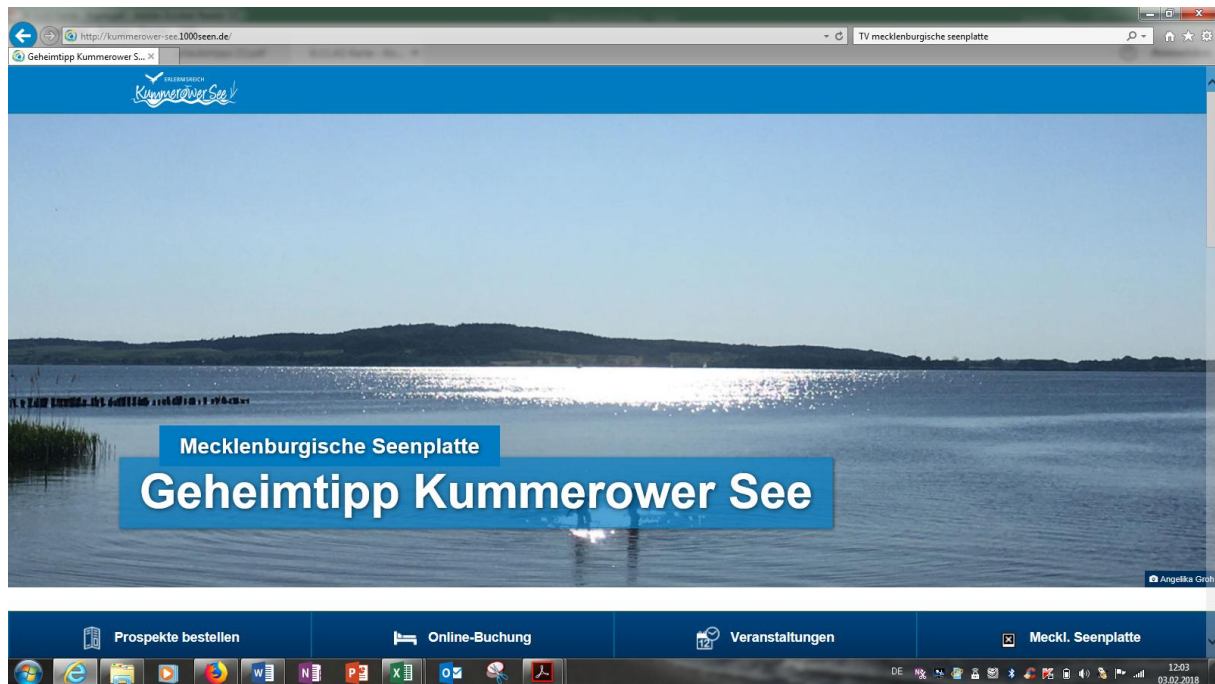 http://kummerower-see.1000seen.de/
TV mecklenburgische seenplatte
Geheimtipp Kummerower S...
ERLEBNISREICH
Kummerower See
Mecklenburgische Seenplatte
Geheimtipp Kummerower See
Angelika Groh
Prospekte bestellen
Online-Buchung
12
Veranstaltungen
Meckl. Seenplatte
DE
12:03
03.02.2018